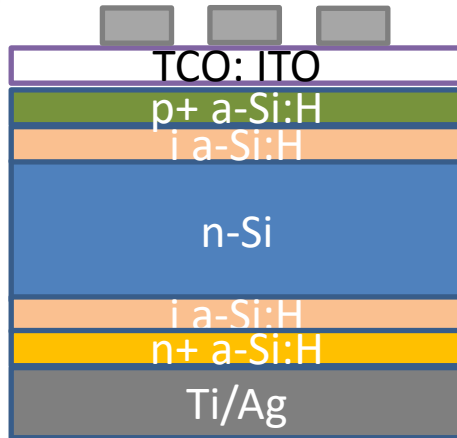 TCO: ITO
p+ a-Si:H
i a-Si:H
n-Si
i a-Si:H
n+ a-Si:H
Ti/Ag